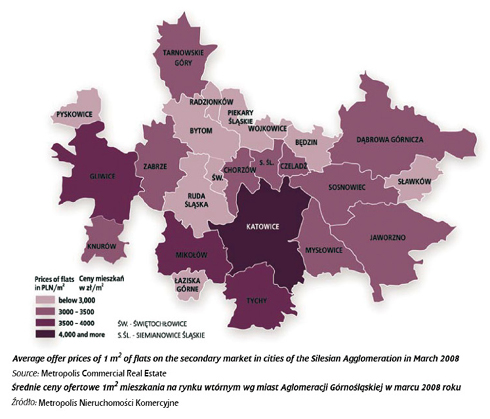 TARNOWSKIE
GÓRY
RADZIONKÓW
PYSKOWICE
PIEKARY
ŚLĄSKIE
WOJKOWICE
BYTOM
BĘDZIN
DĄBROWA GÓRNICZA
GLIWICE
ZABRZE
ŚW.
CHORZÓW
S. ŚL.
CZELADŹ
SŁAWKÓW
RUDA
ŚLĄSKA
SOSNOWIEC
KATOWICE
JAWORZNO
KNURÓW
MIKOŁÓW
MYSŁOWICE
ŁAZISKA
GÓRNE
TYCHY
Prices of flats Ceny mieszkań
in PLN/m² w zł/m²
below 3,000
3000 - 3500
3500 - 4000
4,000 and more
ŚW. - ŚWIĘTOCHŁOWICE
S.ŚL. - SIEMIANOWICE ŚLĄSKIE
Average offer prices of 1 m² of flats on the secondary market in cities of the Silesian Agglomeration in March 2008
Source: Metropolis Commercial Real Estate
Średnie ceny ofertowe 1m² mieszkania na rynku wtórnym wg miast Aglomeracji Górnośląskiej w marcu 2008 roku
Źródło: Metropolis Nieruchomości Komercyjne